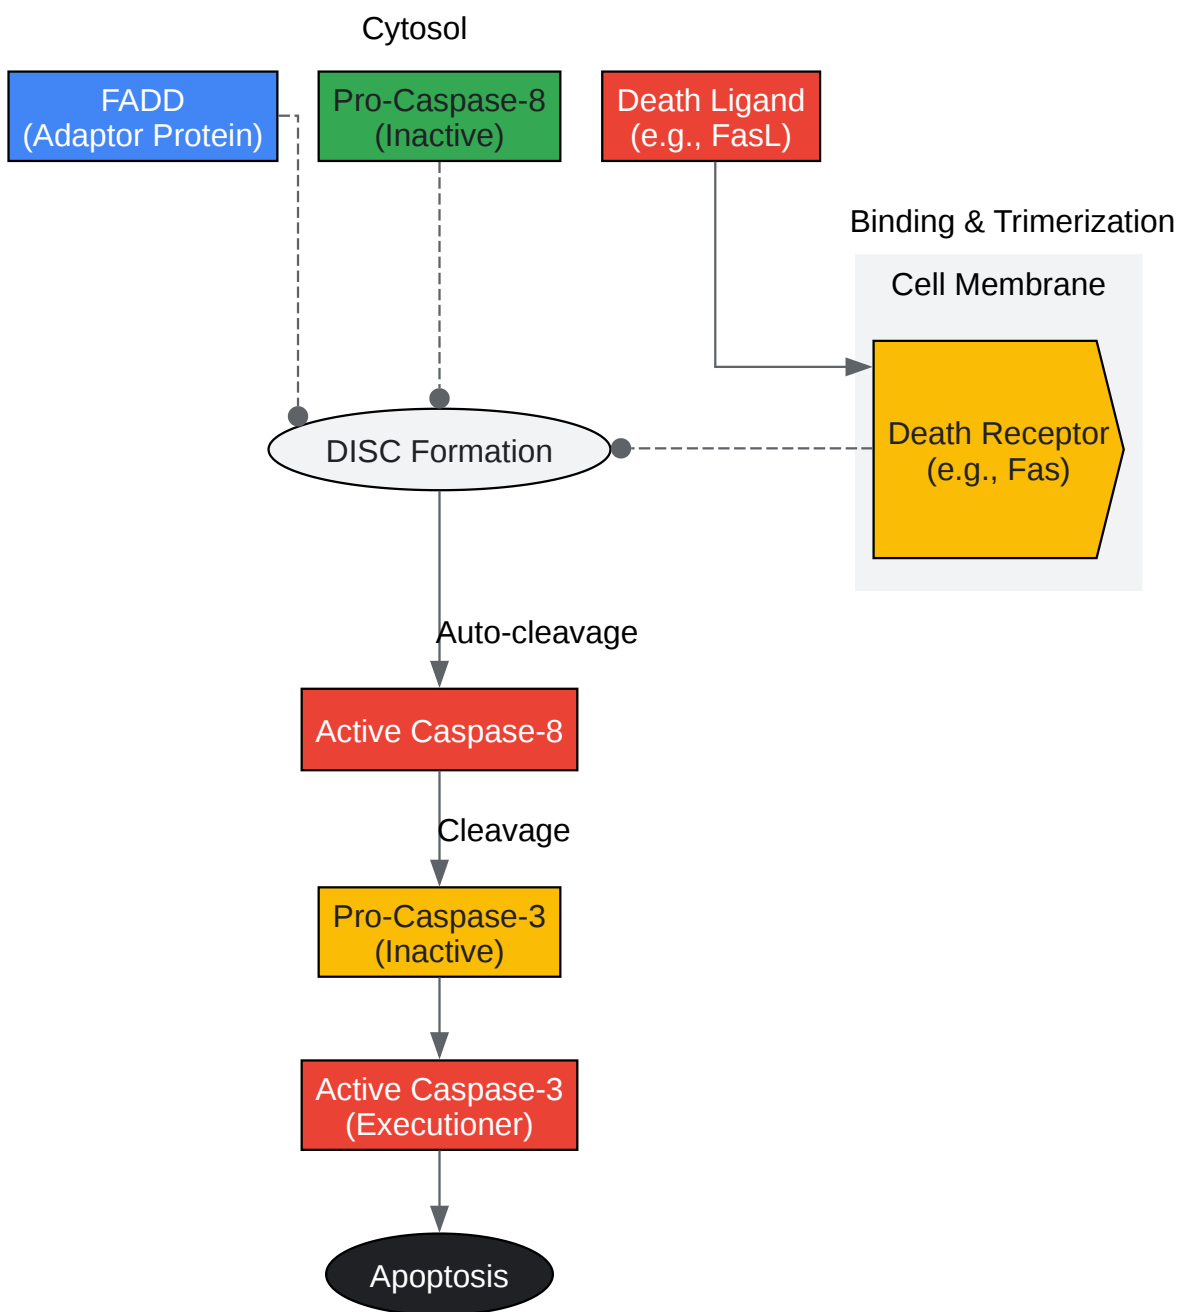 Cytosol
FADD
(Adaptor Protein)
Pro-Caspase-8
(Inactive)
Death Ligand
(e.g., FasL)
Binding & Trimerization
Cell Membrane
Death Receptor
(e.g., Fas)
DISC Formation
Auto-cleavage
Active Caspase-8
Cleavage
Pro-Caspase-3
(Inactive)
Active Caspase-3
(Executioner)
Apoptosis